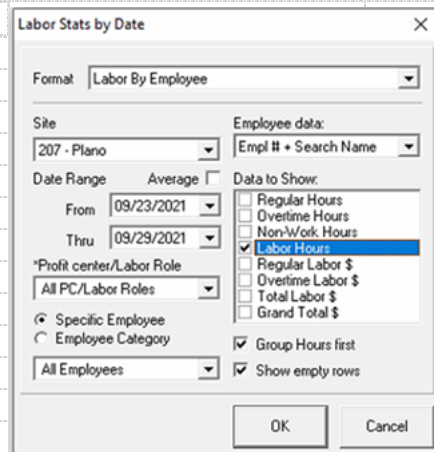 Labor Stats by Date
Format Labor By Employee
Site
207 - Plano
Date Range Average
From 09/23/2021
Thru 09/29/2021
*Profit center/Labor Role
All PC/Labor Roles
Specific Employee
Employee Category
All Employees
Employee data:
Empl # + Search Name
Data to Show:
Regular Hours
Overtime Hours
Non-Work Hours
Labor Hours
Regular Labor $
Overtime Labor $
Total Labor $
Grand Total $
Group Hours first
Show empty rows
OK Cancel